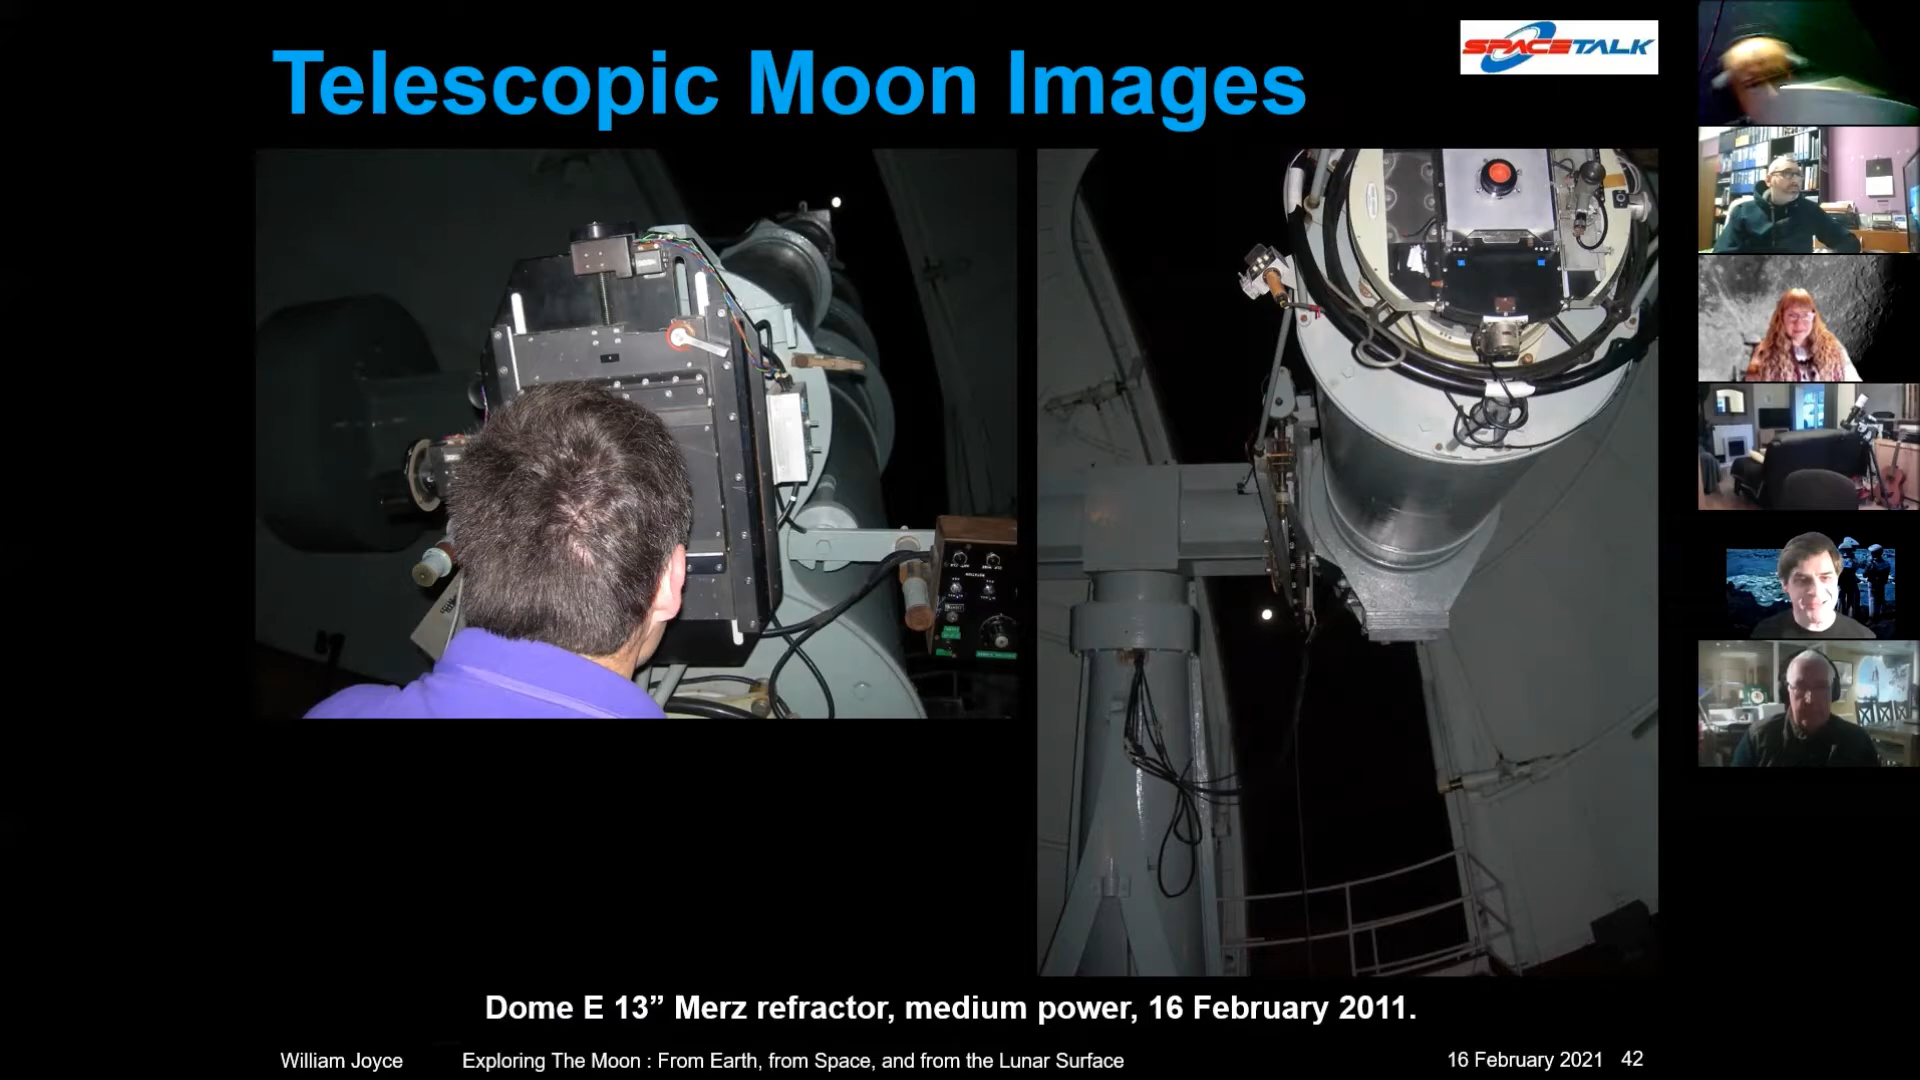 Telescopic Moon Images
SPACETALK
Dome E 13” Merz refractor, medium power, 16 February 2011.
William Joyce
Exploring The Moon : From Earth, from Space, and from the Lunar Surface
16 February 2021 42